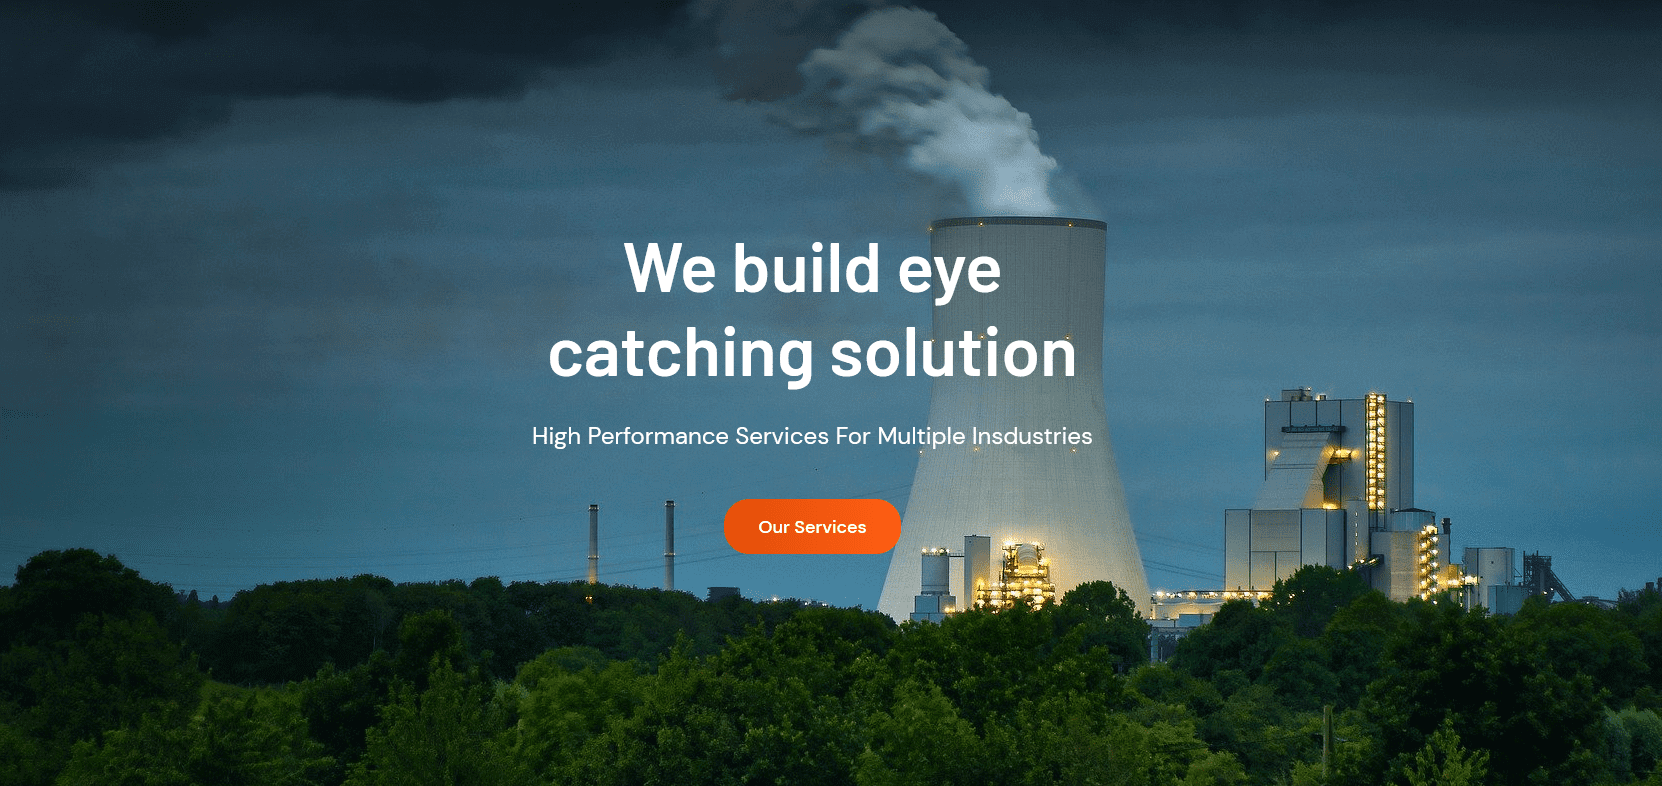 We build eye
catching solution
High Performance Services For Multiple Insdustries
Our Services